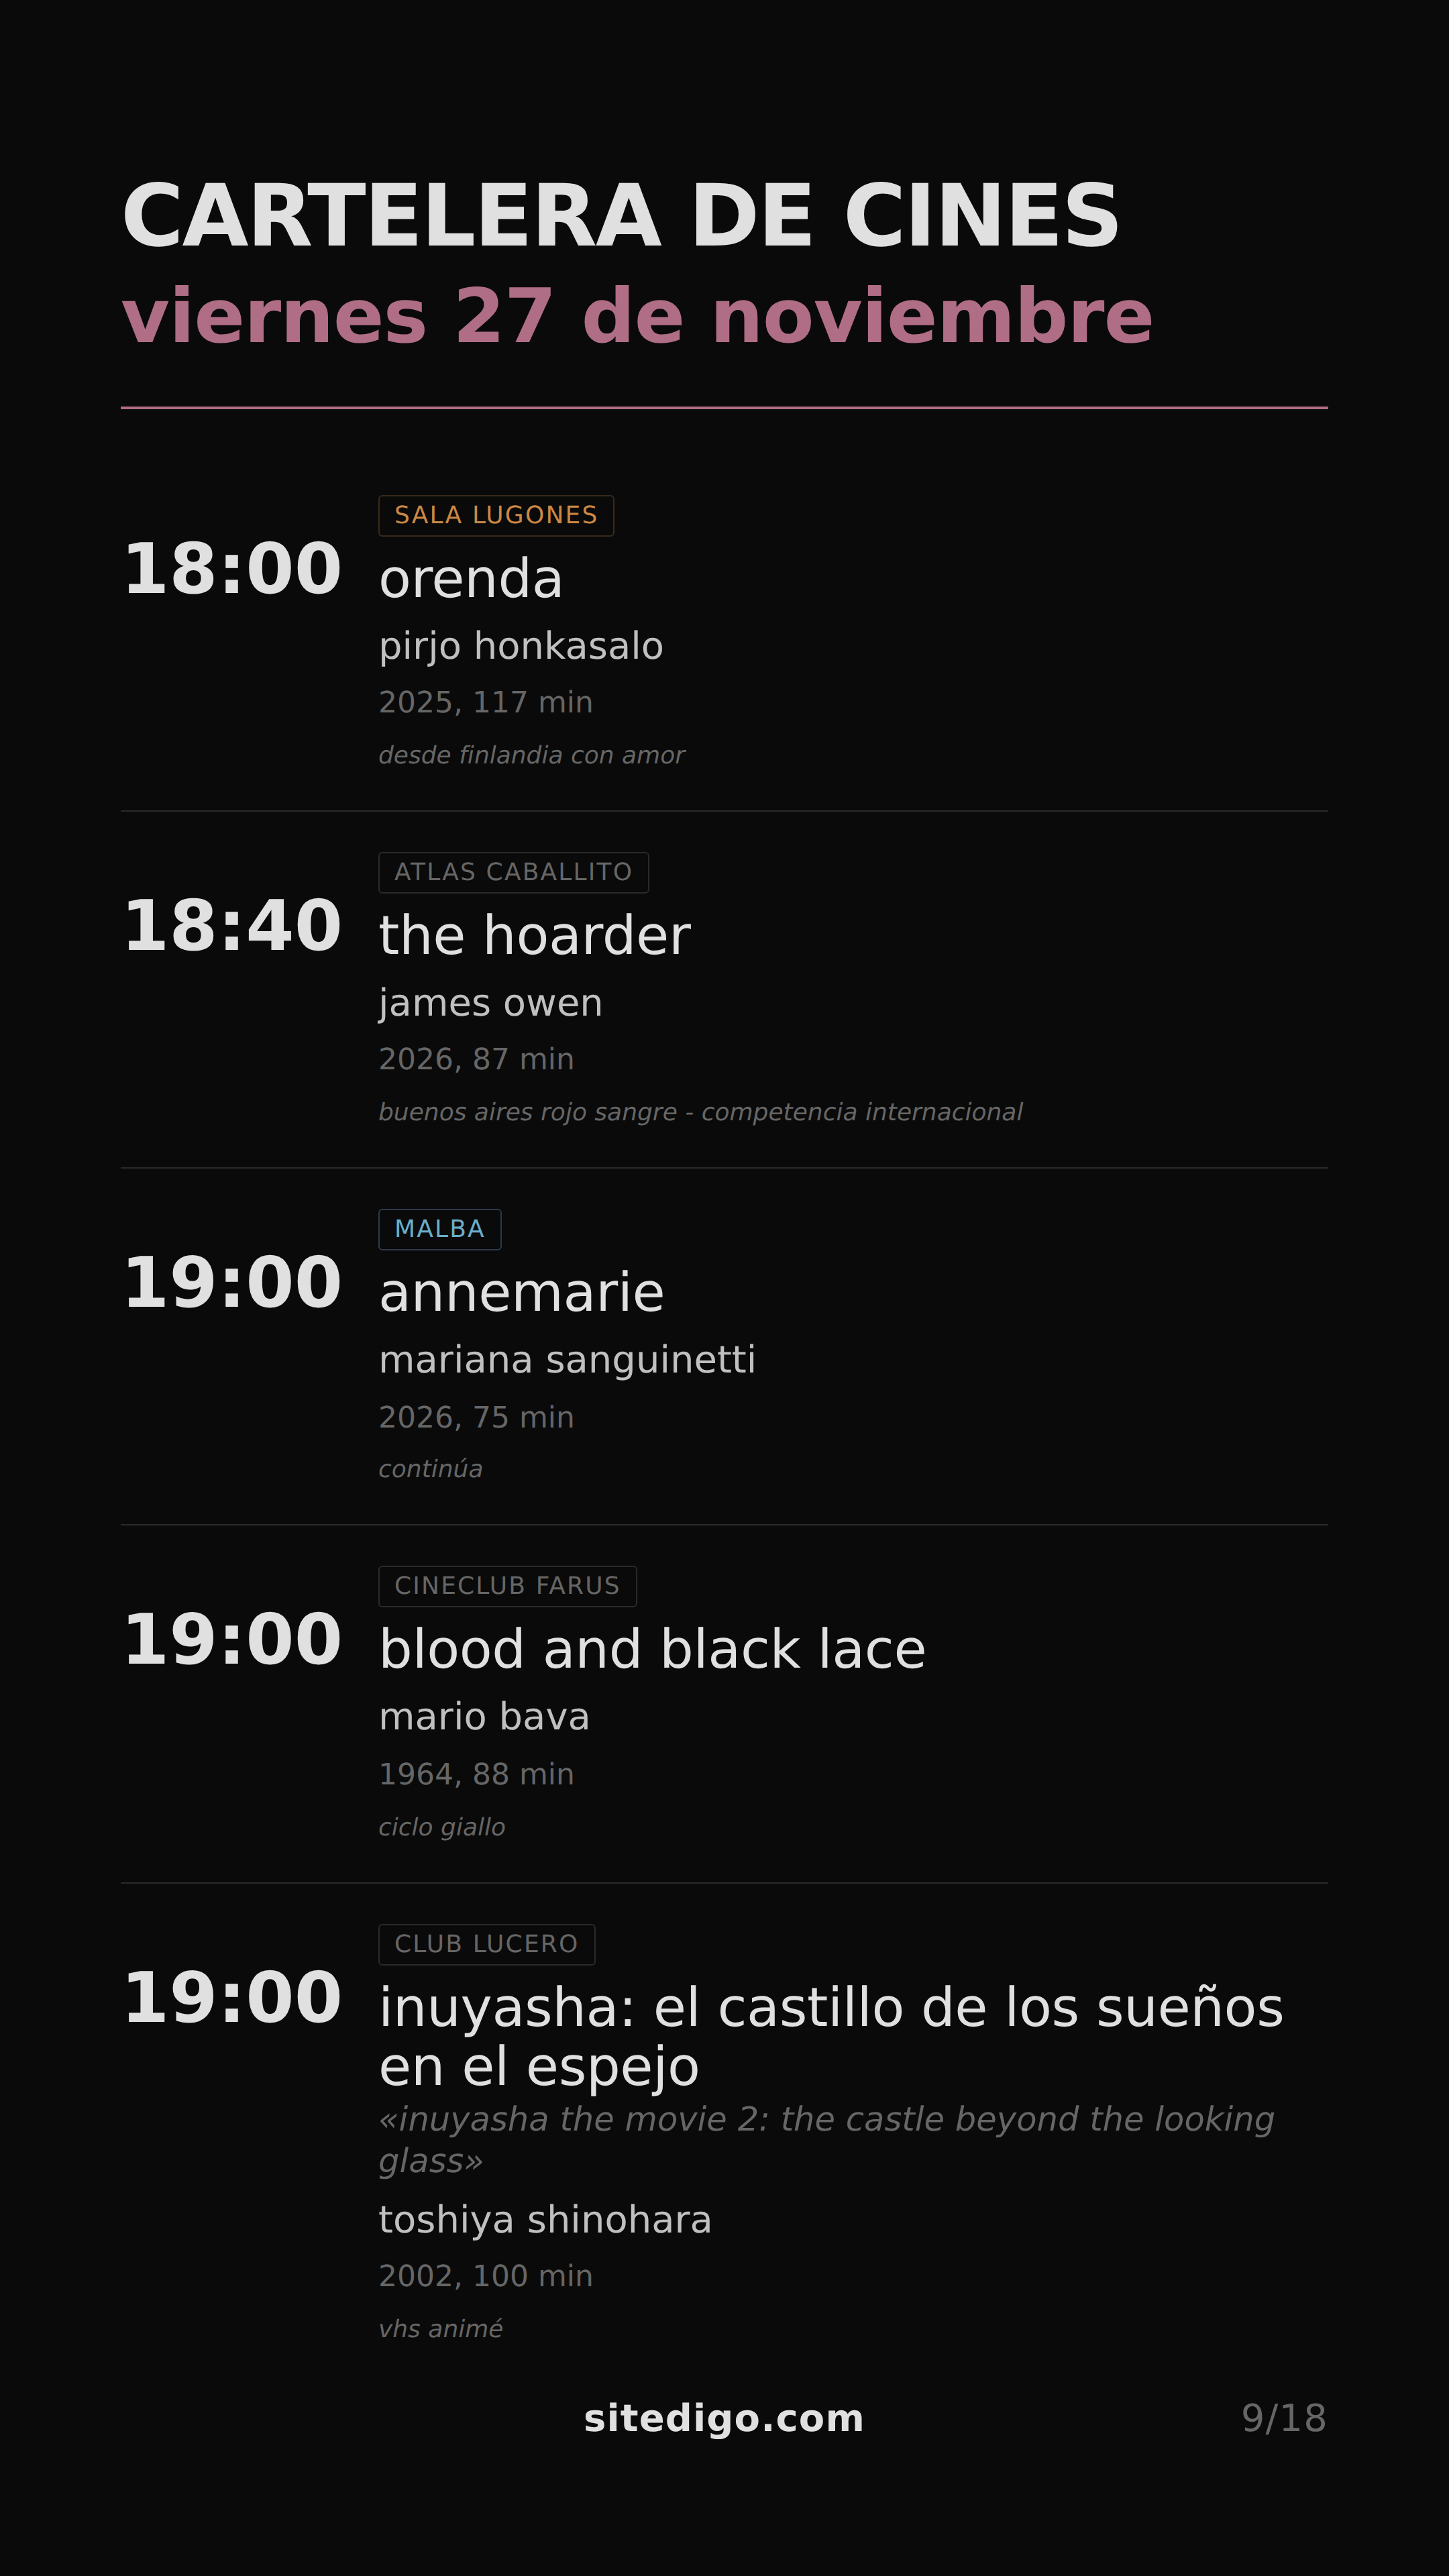 CARTELERA DE CINES
viernes 27 de noviembre
SALA LUGONES
18:00
orenda
pirjo honkasalo
2025, 117 min
desde finlandia con amor
ATLAS CABALLITO
18:40
the hoarder
james owen
2026, 87 min
buenos aires rojo sangre - competencia internacional
MALBA
19:00
annemarie
mariana sanguinetti
2026, 75 min
continúa
CINECLUB FARUS
19:00
blood and black lace
mario bava
1964, 88 min
ciclo giallo
CLUB LUCERO
19:00
inuyasha: el castillo de los sueños
en el espejo
«inuyasha the movie 2: the castle beyond the looking
glass»
toshiya shinohara
2002, 100 min
vhs animé
sitedigo.com
9/18